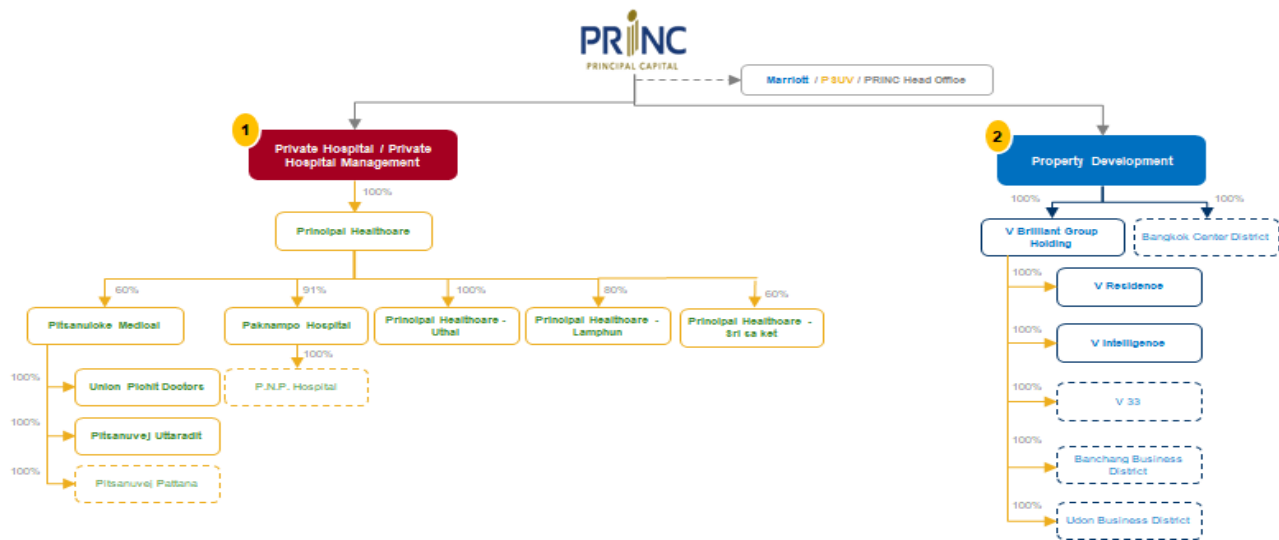 PRINC
PRINCIPAL CAPITAL
Marriott / PSUV / PRINC Head Office
1
Private Hospital / Private
Hospital Management
2
Property Development
100%
100%
100%
Principal Healthcare
V Brilliant Group
Holding
Bangkok Center District
60%
91%
100%
80%
60%
Pitsanuloke Medical
Paknampo Hospital
Principal Healthcare -
Uthai
Principal Healthcare -
Lamphun
Principal Healthcare -
Sri sa ket
100%
V Residence
100%
V Intelligence
100%
100%
Union Pichit Doctors
P.N.P. Hospital
100%
V 33
100%
Pitsanuvej Uttaradit
100%
Banchang Business
District
100%
Pitsanuvej Pattana
100%
Udon Business District